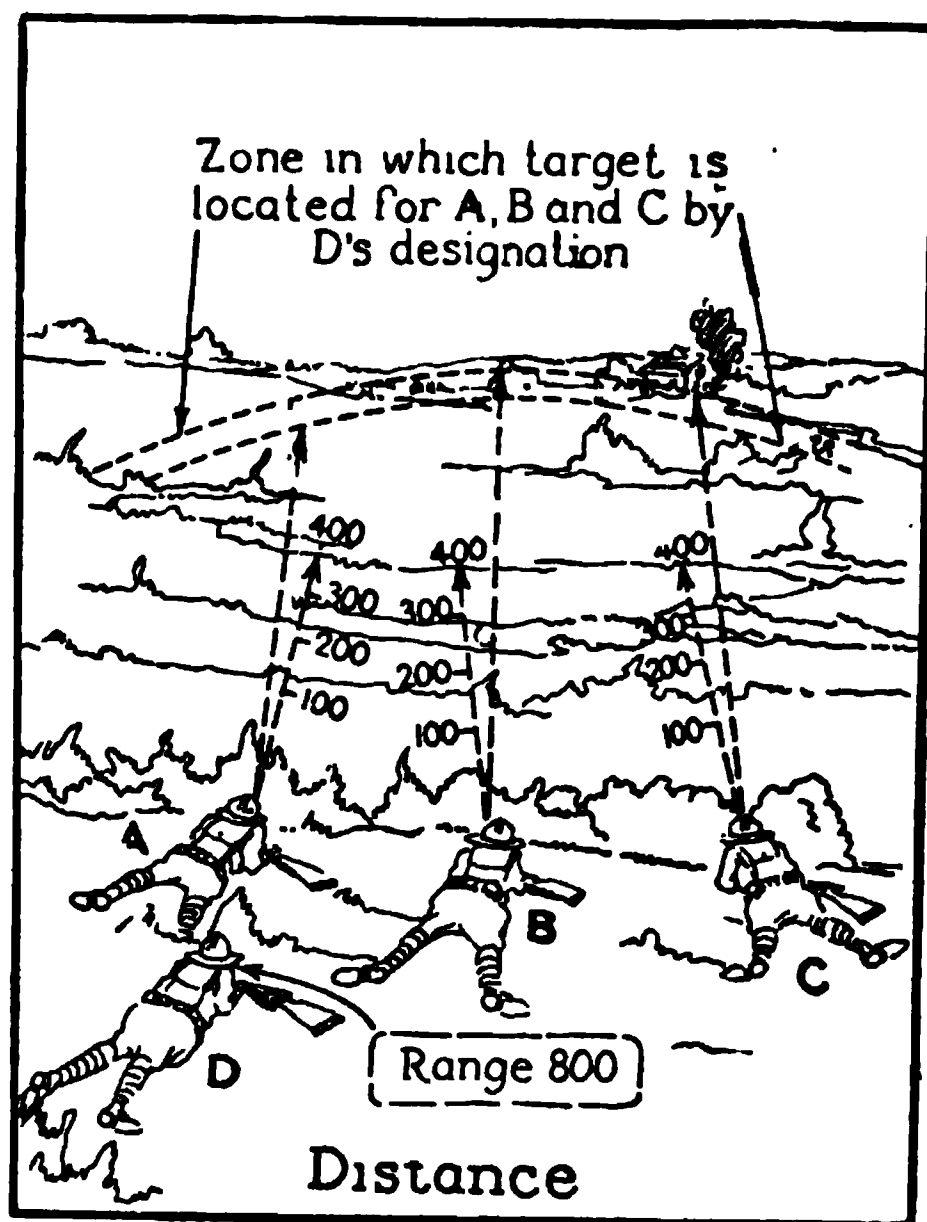 Zone in which target is
located for A, B and C by
D's designation
400
300
200
100
400
300
200
100
400
300
200
100
A
B
C
D
Range 800
Distance